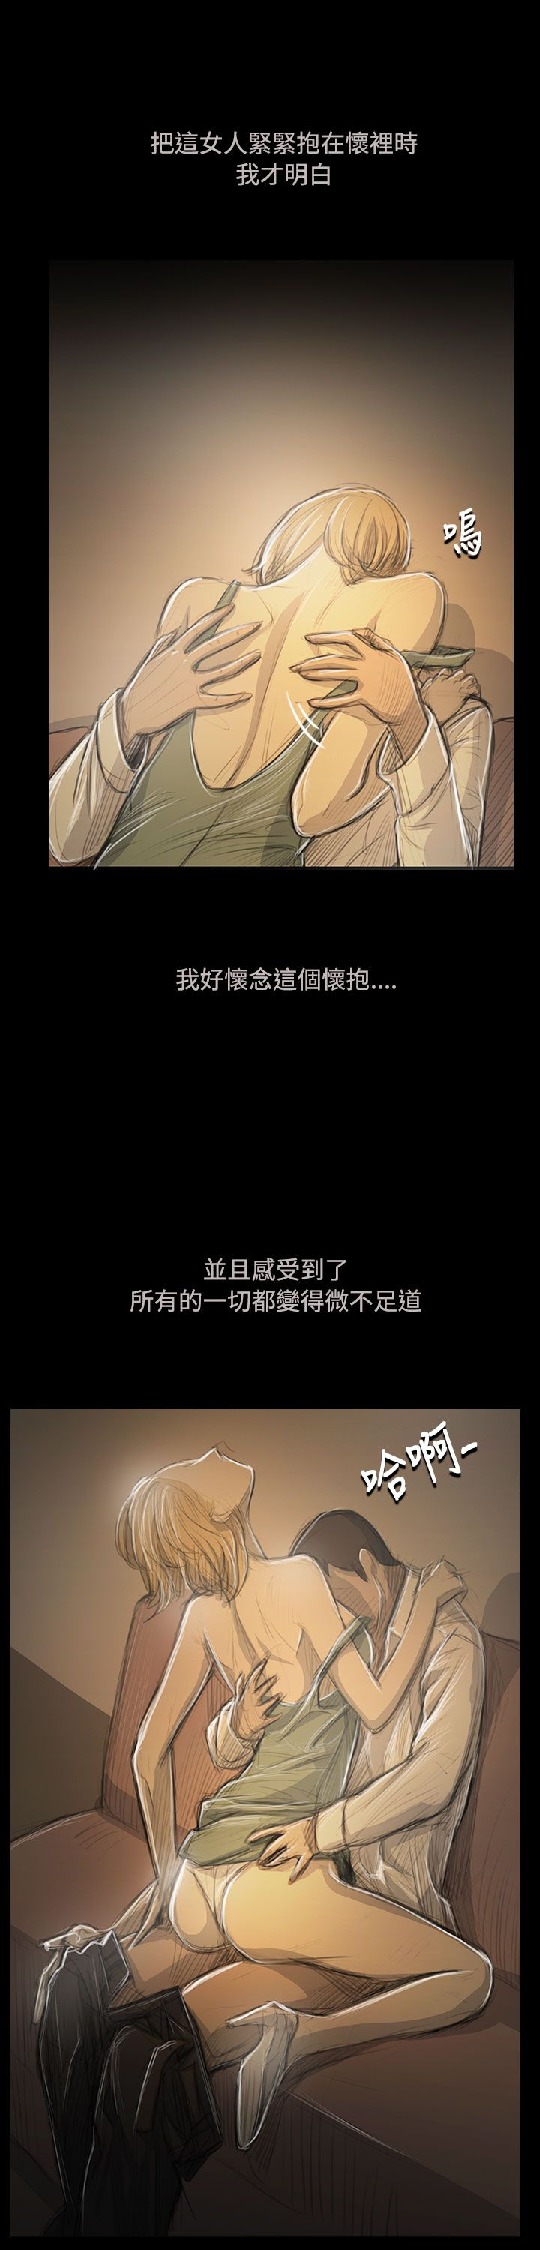 把這女人緊緊抱在懷裡時
我才明白
嗚
我好懷念這個懷抱....
並且感受到了
所有的一切都變得微不足道
哈啊~